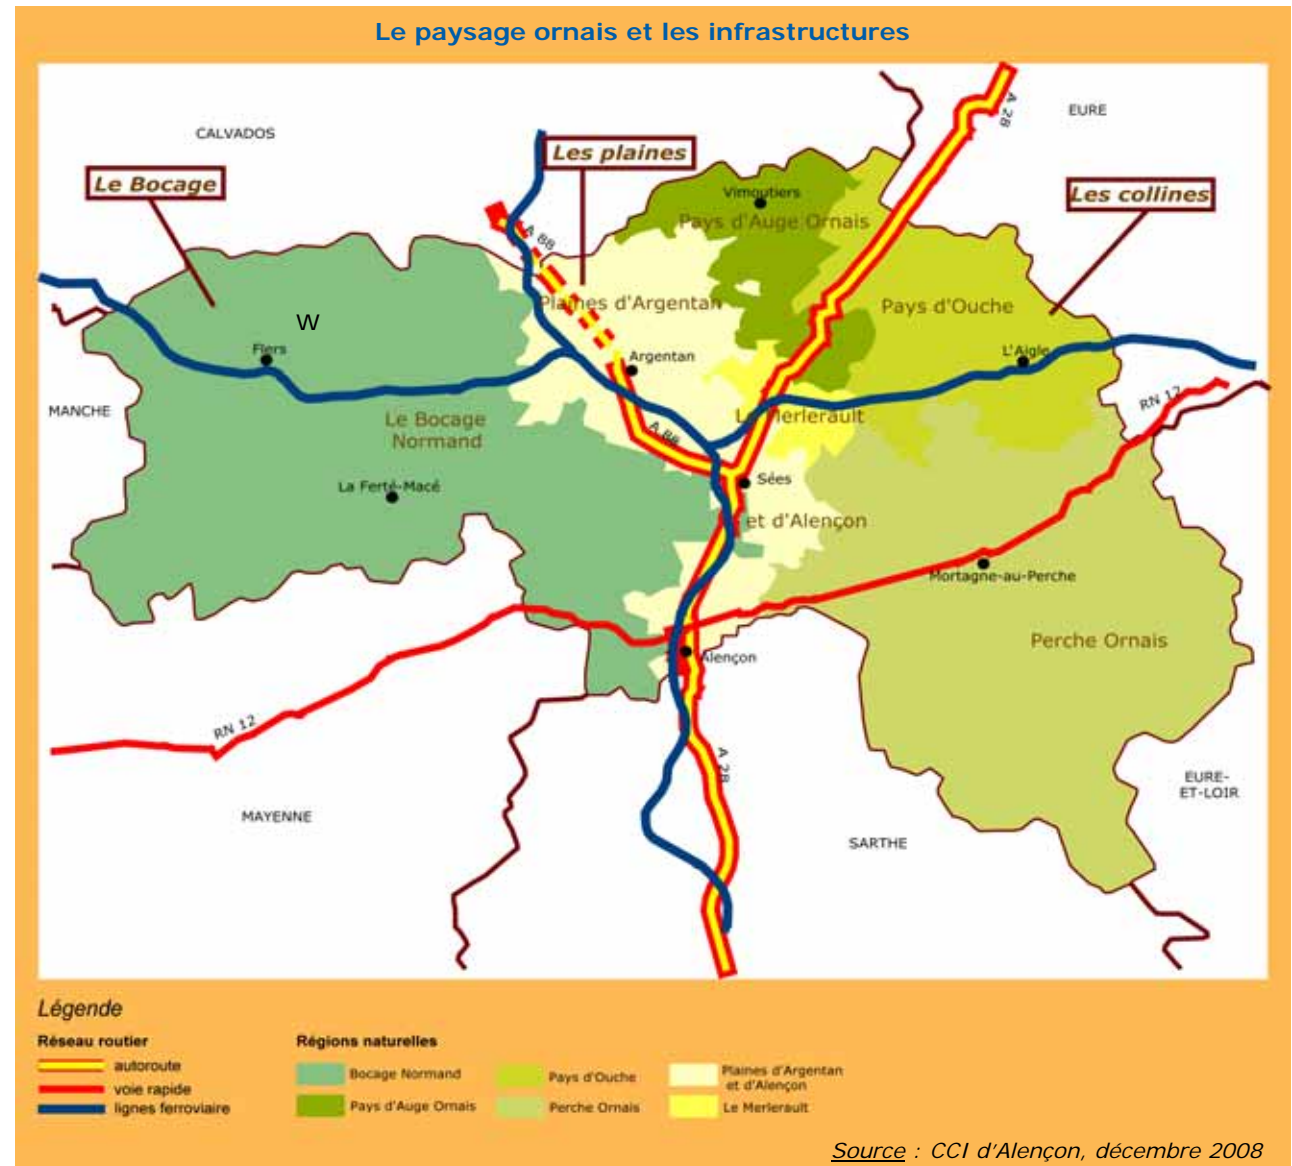 Le paysage ornais et les infrastructures
CALVADOS
EURE
A 28
Les plaines
Le Bocage
Les collines
Vimoutiers
Pays d'Auge Ornais
A 88
Plaines d'Argentan
Pays d'Ouche
W
Flers
Argentan
L'Aigle
MANCHE
RN 12
Le Bocage
Normand
Le Merlerault
A 88
La Ferté-Macé
Sées
et d'Alençon
Mortagne-au-Perche
Perche Ornais
Alençon
RN 12
A 28
EURE-
ET-LOIR
MAYENNE
SARTHE
Légende
Réseau routier
autoroute
voie rapide
lignes ferroviaire
Régions naturelles
Bocage Normand
Pays d'Ouche
Plaines d'Argentan
et d'Alençon
Pays d'Auge Ornais
Perche Ornais
Le Merlerault
Source : CCI d'Alençon, décembre 2008